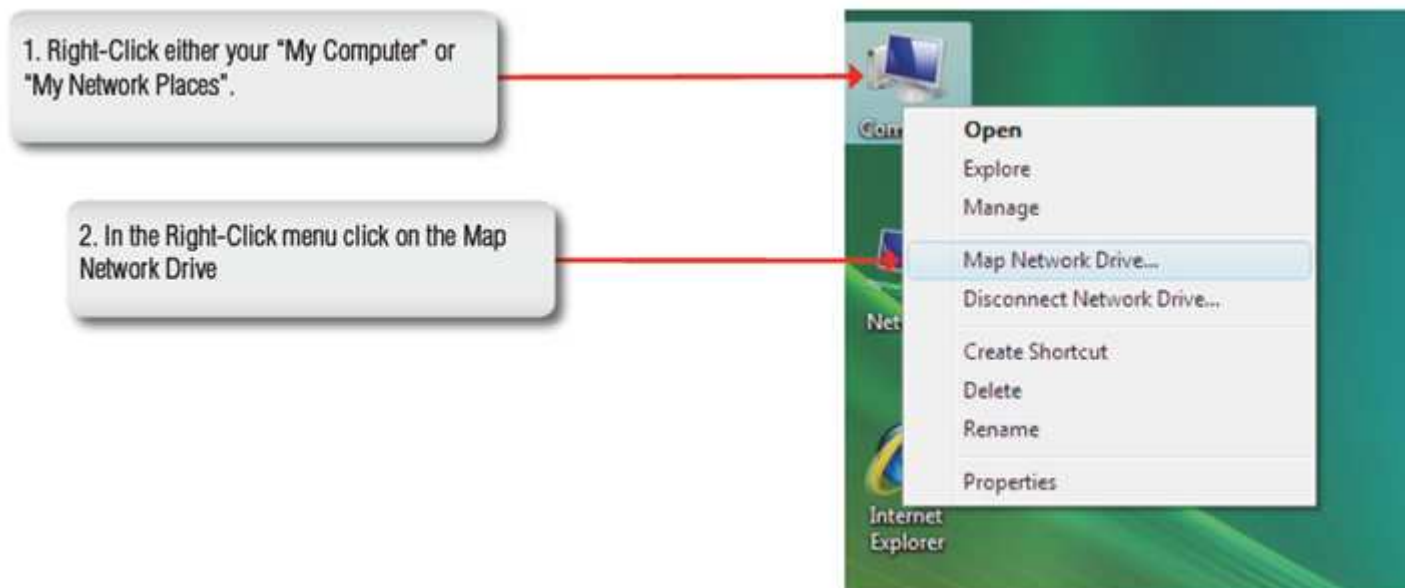 1. Right-Click either your “My Computer” or
“My Network Places”.
2. In the Right-Click menu click on the Map
Network Drive
Open
Explore
Manage
Map Network Drive...
Disconnect Network Drive...
Create Shortcut
Delete
Rename
Properties
Internet
Explorer